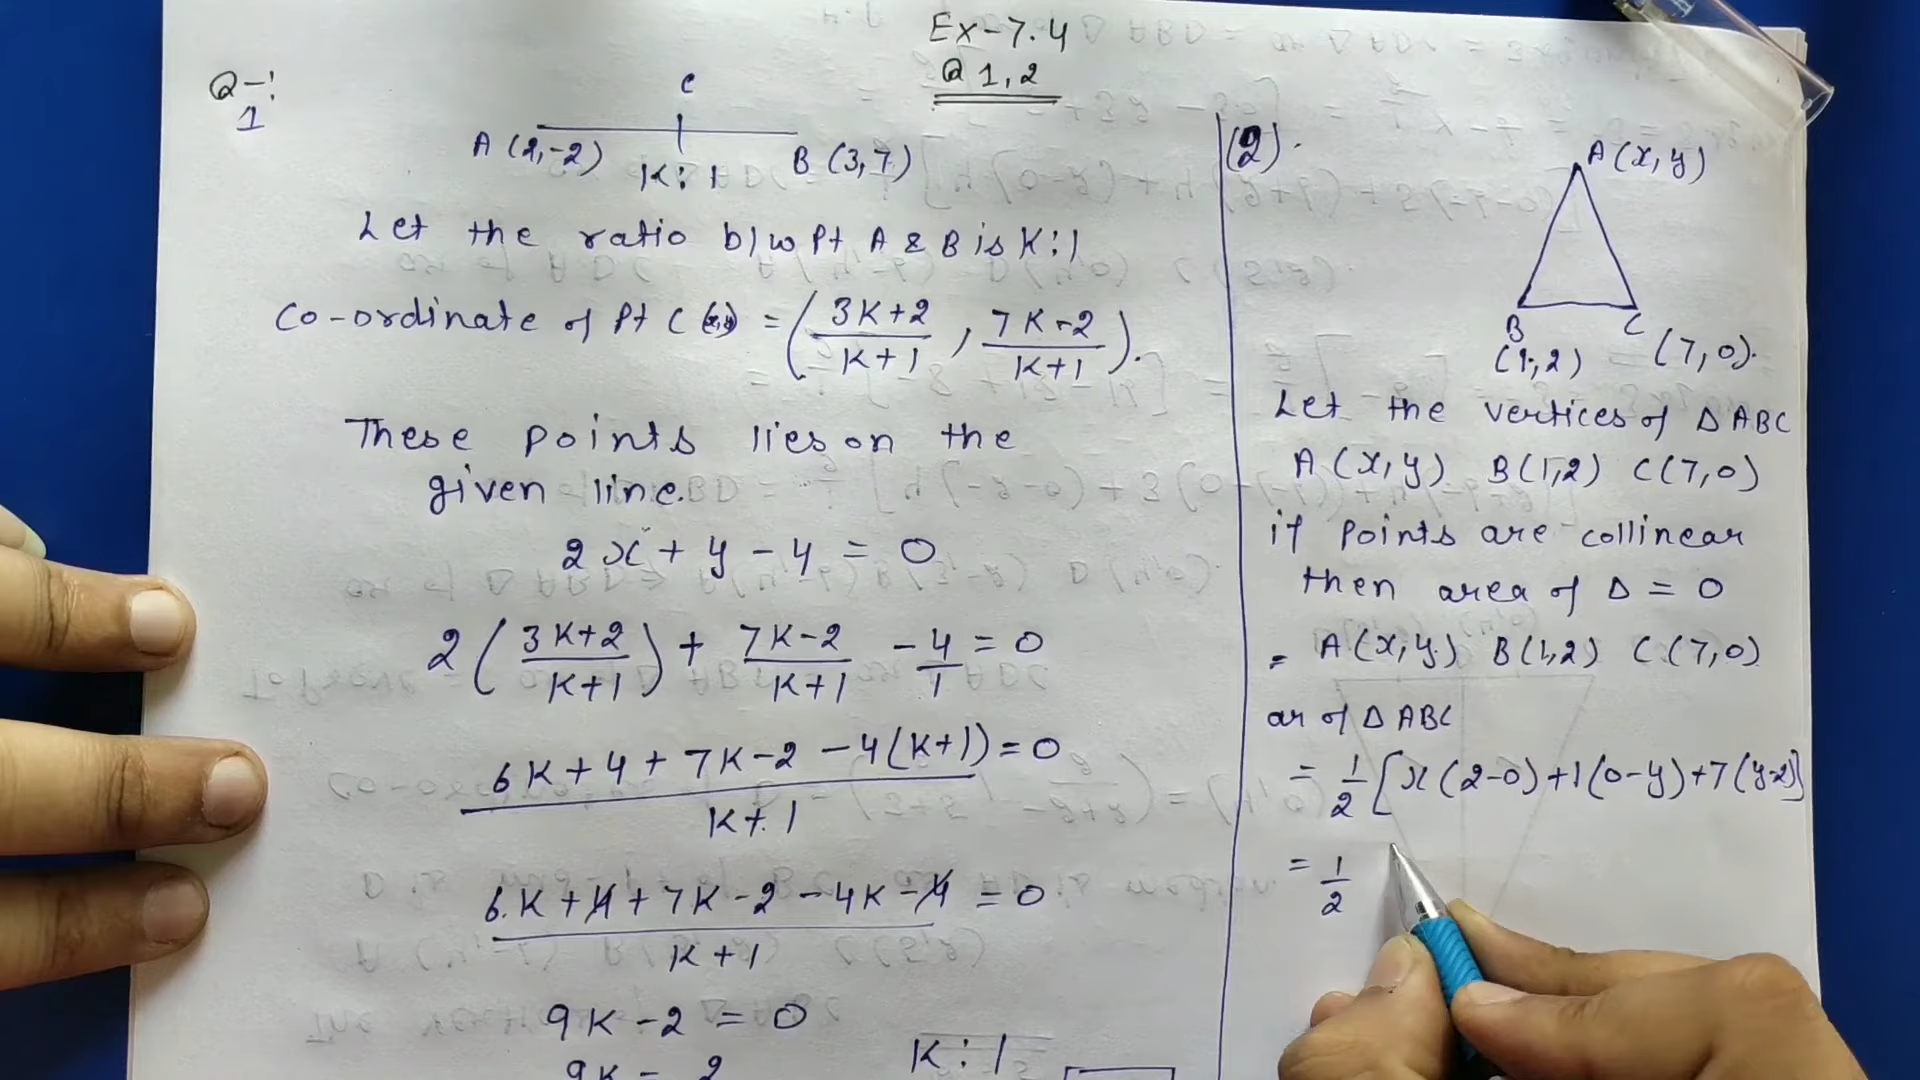 Ex-7.4
Q 1,2
Q-:
1
C
A (2,-2) K:1 B (3,7)
Let the ratio b/w Pt A & B is K:1
Co-ordinate of Pt C (x,y) = (3K+2/K+1, 7K-2/K+1).
These points lies on the
given line.
2x + y - 4 = 0
2(3K+2/K+1) + 7K-2/K+1 - 4/1 = 0
6K+4+7K-2-4(K+1)/K+1 = 0
6K+4+7K-2-4K-4/K+1 = 0
9K-2 = 0
9K = 2
K:1
(2).
A(x,y)
B C
(1,2) (7,0).
Let the vertices of Δ ABC
A(x,y) B(1,2) C(7,0)
if points are collinear
then area of Δ = 0
= A(x,y) B(1,2) C(7,0)
ar of Δ ABC
= 1/2 [x(2-0)+1(0-y)+7(y-2)]
= 1/2